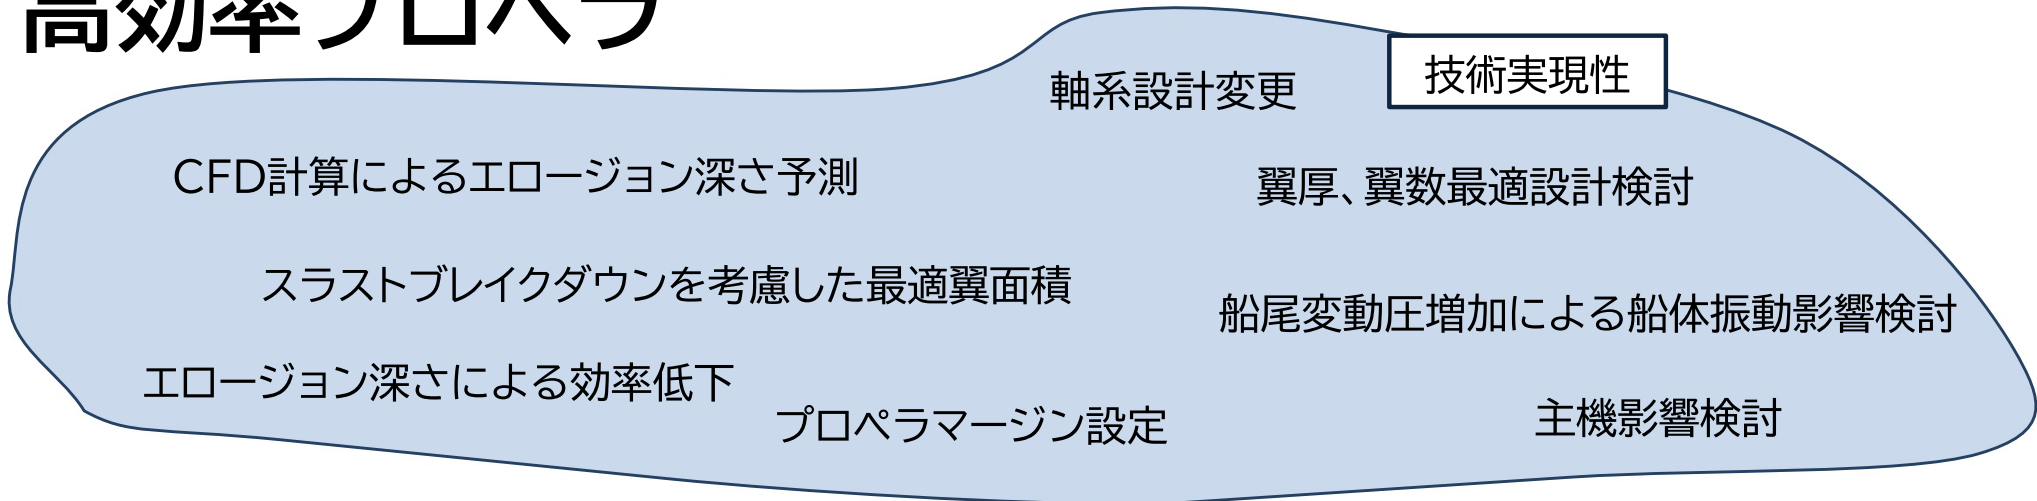 高効率プロペラ
技術実現性
軸系設計変更
CFD計算によるエロージョン深さ予測
翼厚、翼数最適設計検討
スラストブレイクダウンを考慮した最適翼面積
船尾変動圧増加による船体振動影響検討
エロージョン深さによる効率低下
プロペラマージン設定
主機影響検討